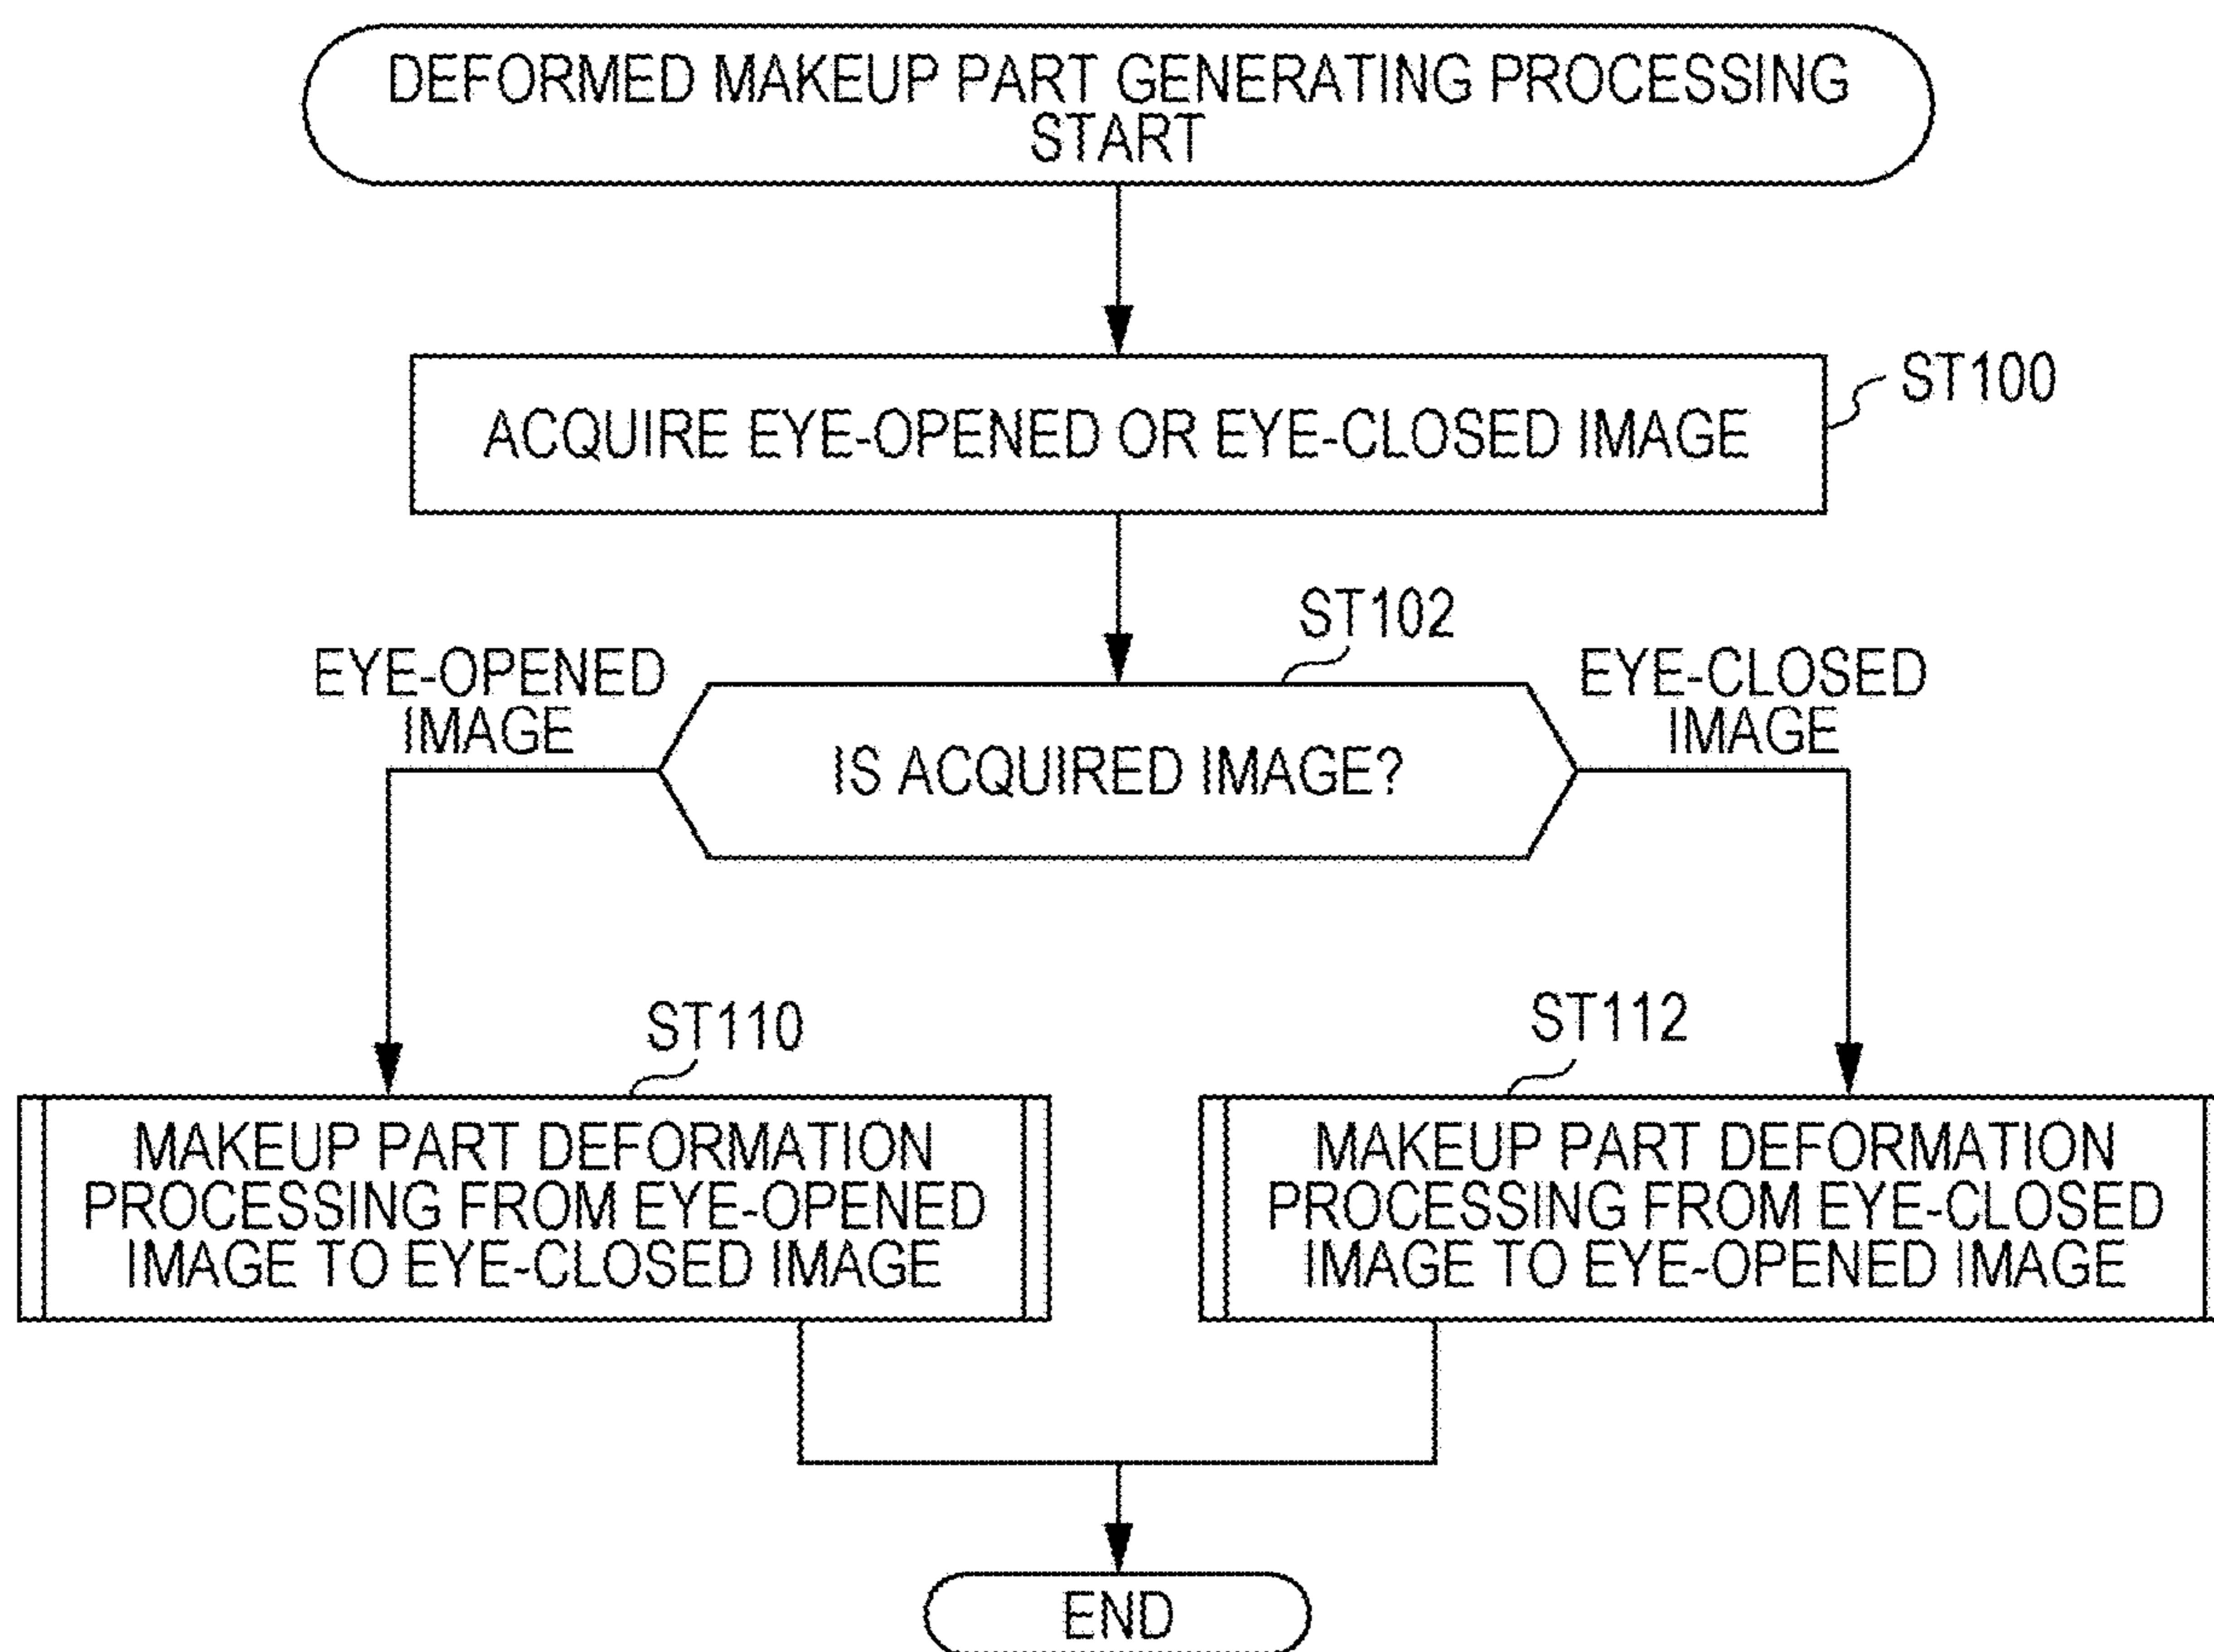 DEFORMED MAKEUP PART GENERATING PROCESSING
START
ST100
ACQUIRE EYE-OPENED OR EYE-CLOSED IMAGE
ST102
EYE-OPENED
IMAGE
EYE-CLOSED
IMAGE
IS ACQUIRED IMAGE?
ST110
MAKEUP PART DEFORMATION
PROCESSING FROM EYE-OPENED
IMAGE TO EYE-CLOSED IMAGE
ST112
MAKEUP PART DEFORMATION
PROCESSING FROM EYE-CLOSED
IMAGE TO EYE-OPENED IMAGE
END